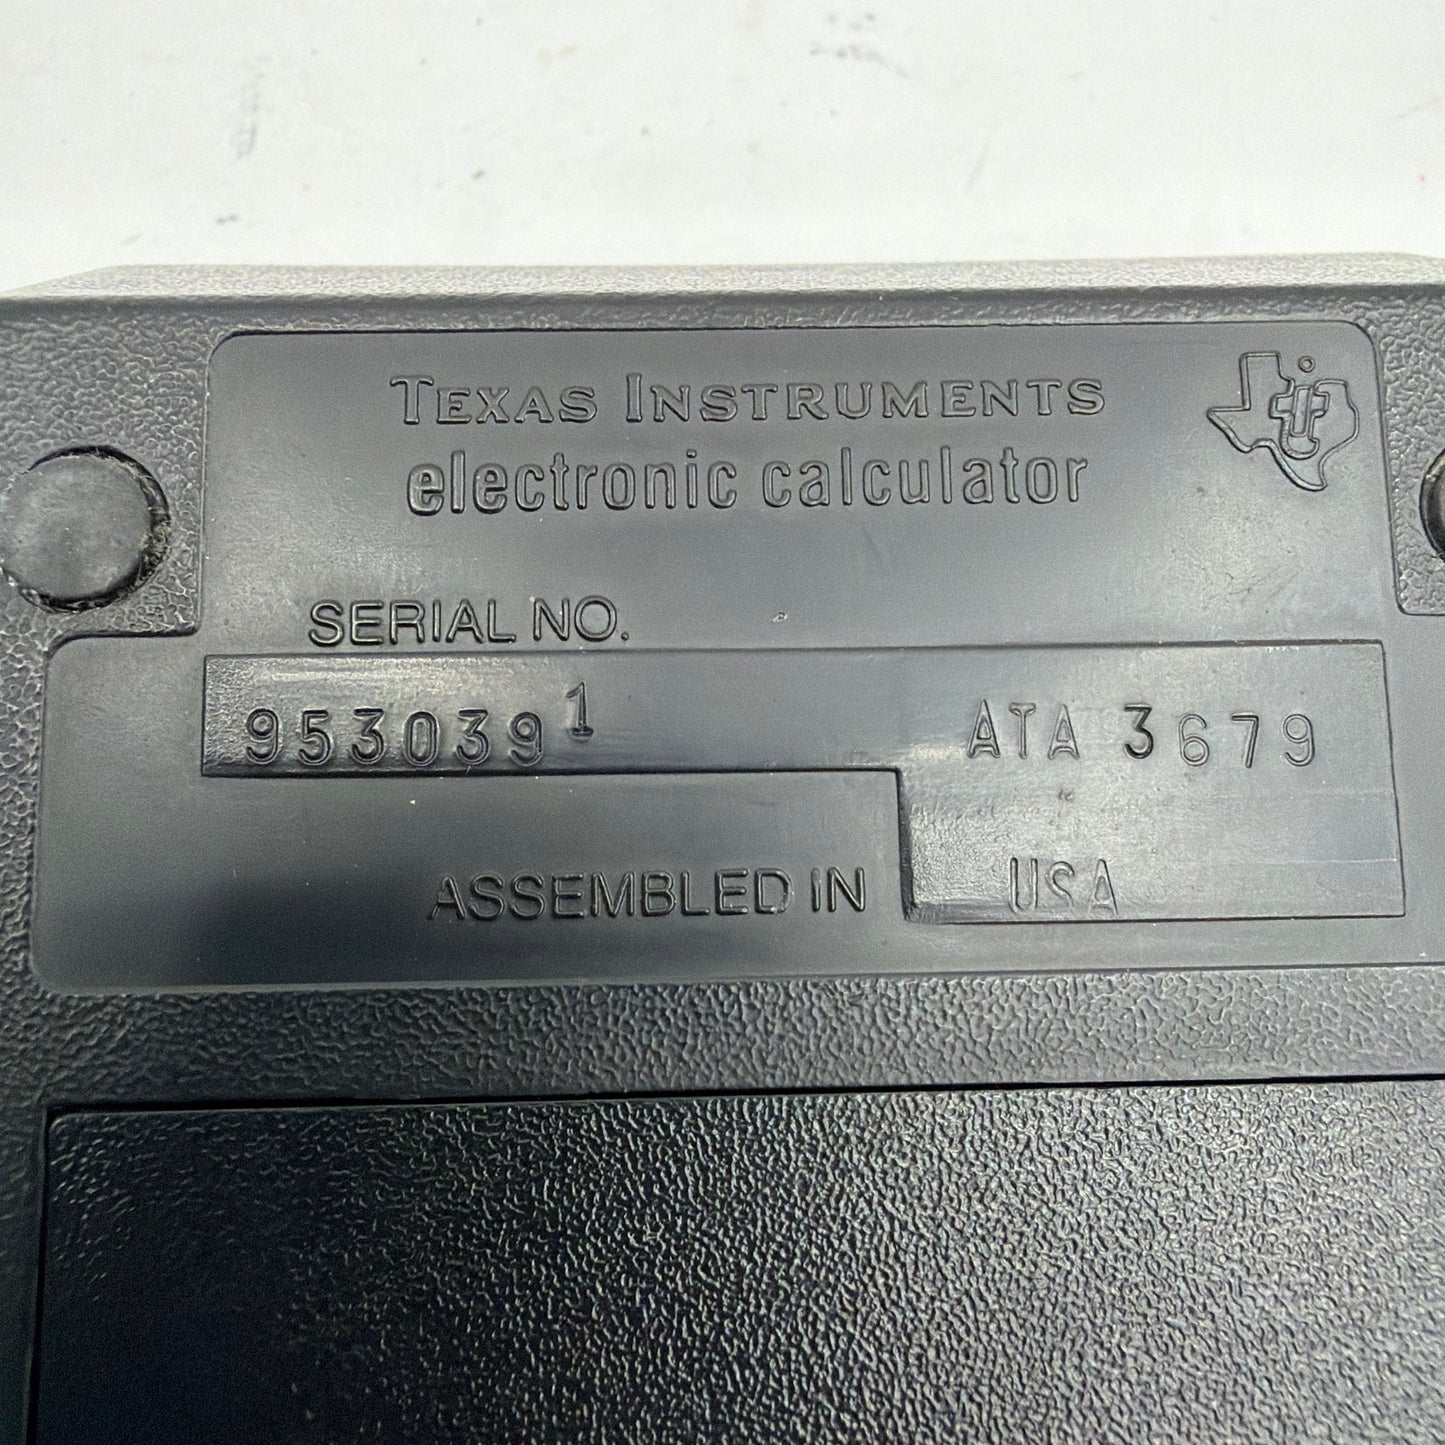 TEXAS INSTRUMENTS
electronic calculator
SERIAL NO.
9530391 ATA 3679
ASSEMBLED IN USA